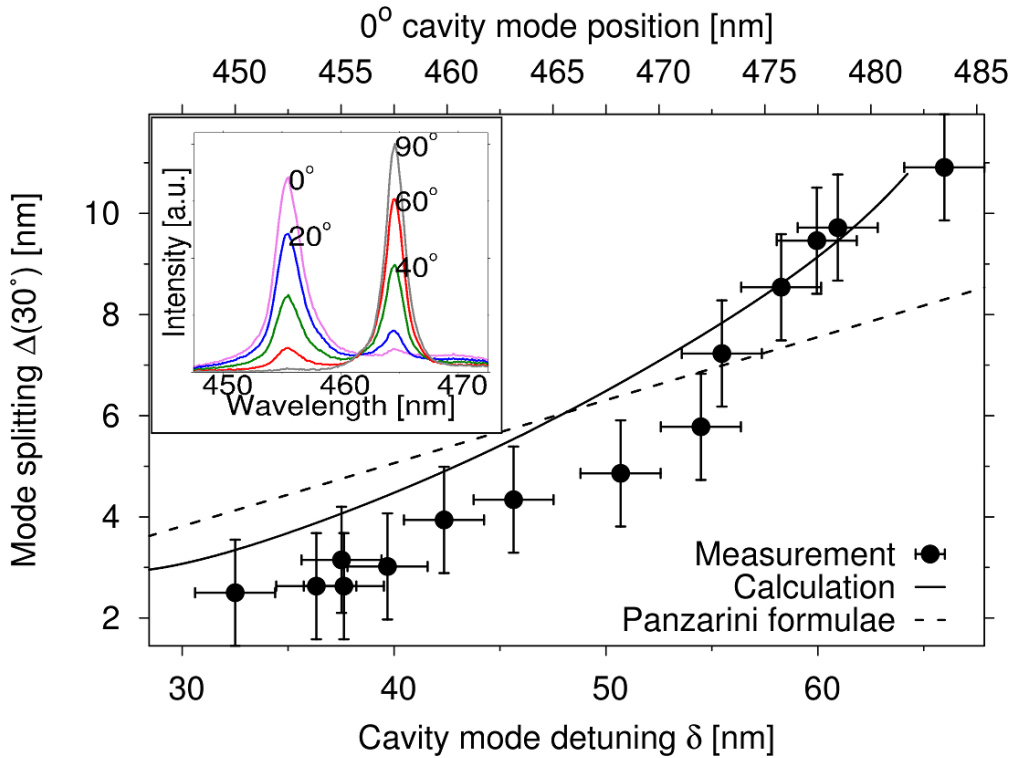 0° cavity mode position [nm]
450 455 460 465 470 475 480 485
Mode splitting Δ(30°) [nm]
10
8
6
4
2
Intensity [a.u.]
0°
20°
90°
60°
40°
450 460 470
Wavelength [nm]
Measurement
Calculation
Panzarini formulae
30 40 50 60
Cavity mode detuning δ [nm]